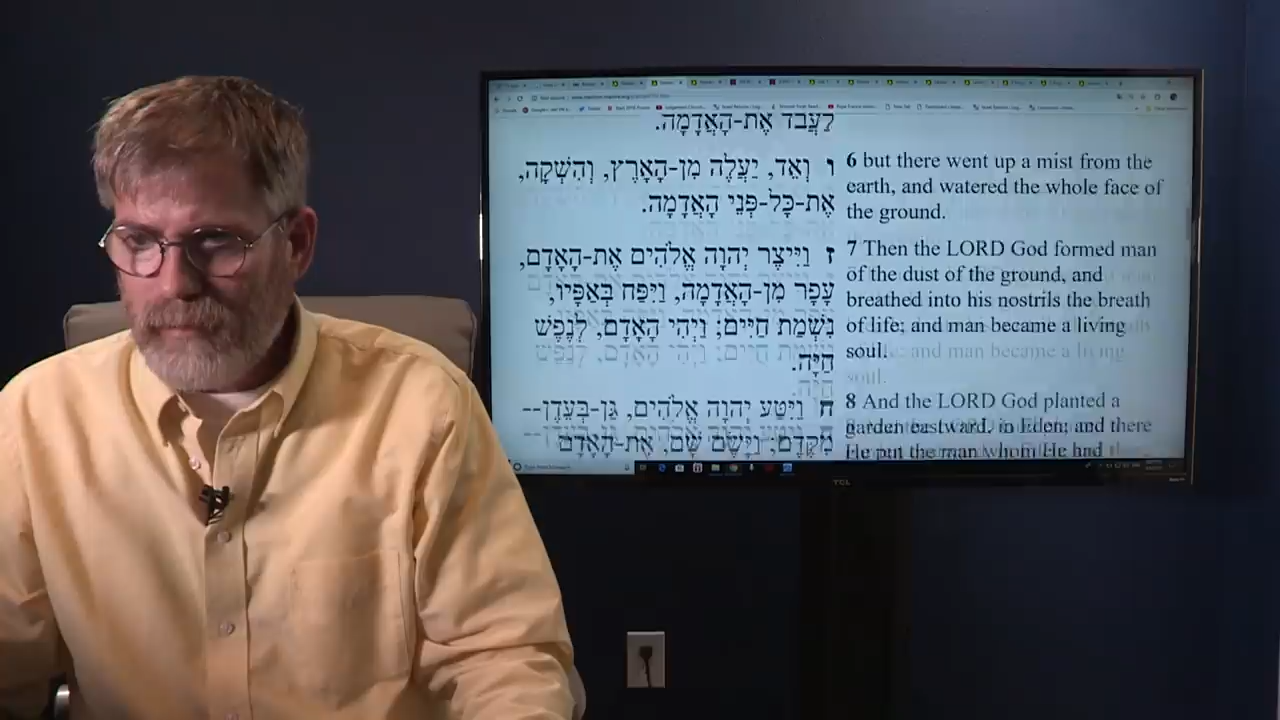 לַעֲבֹד אֶת-הָאֲדָמָה.
ו וְאֵד, יַעֲלֶה מִן-הָאָרֶץ, וְהִשְׁקָה,
אֶת-כָּל-פְּנֵי הָאֲדָמָה.
ז וַיִּיצֶר יְהוָה אֱלֹהִים אֶת-הָאָדָם,
עָפָר מִן-הָאֲדָמָה, וַיִּפַּח בְּאַפָּיו,
נִשְׁמַת חַיִּים; וַיְהִי הָאָדָם, לְנֶפֶשׁ
חַיָּה.
ח וַיִּטַּע יְהוָה אֱלֹהִים, גַּן-בְּעֵדֶן--
מִקֶּדֶם; וַיָּשֶׂם שָׁם, אֶת-הָאָדָם
6 but there went up a mist from the
earth, and watered the whole face of
the ground.
7 Then the LORD God formed man
of the dust of the ground, and
breathed into his nostrils the breath
of life; and man became a living
soul.
8 And the LORD God planted a
garden eastward, in Eden; and there
He put the man whom He had
TCL